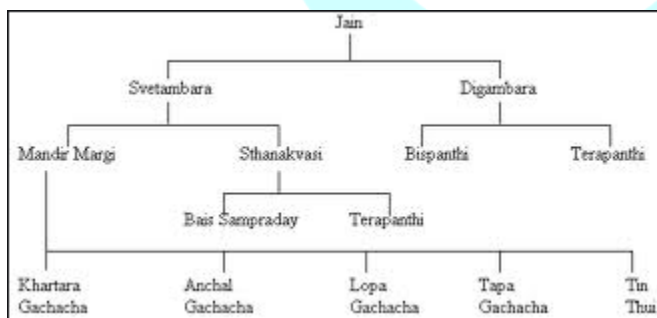 Jain
Svetambara Digambara
Mandir Margi Sthanakvasi Bispanthi Terapanthi
Bais Sampraday Terapanthi
Khartara Anchal Lopa Tapa Tin
Gachacha Gachacha Gachacha Gachacha Thui